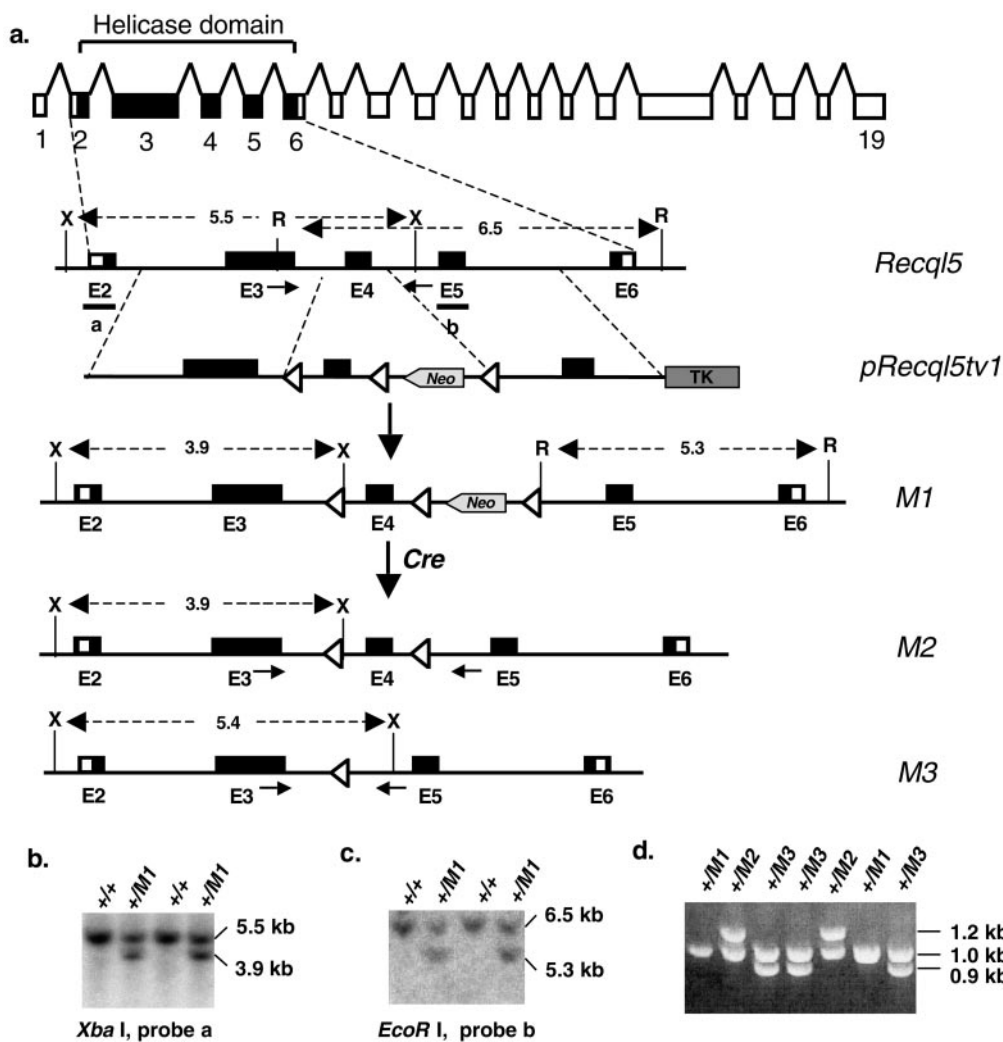 a.
Helicase domain
1 2 3 4 5 6 19
X 5.5 R X R
6.5
Recql5
E2 E3 E4 E5 E6
a b
pRecql5tv1
Neo TK
X 3.9 X R 5.3 R
M1
Neo
E2 E3 E4 E5 E6
Cre
X 3.9 X
M2
E2 E3 E4 E5 E6
X 5.4 X
M3
E2 E3 E5 E6
b.
+/+ +/M1 +/+ +/M1
5.5 kb
3.9 kb
Xba I, probe a
c.
+/+ +/M1 +/+ +/M1
6.5 kb
5.3 kb
EcoR I, probe b
d.
+/M1 +/M2 +/M3 +/M3 +/M2 +/M1 +/M3
1.2 kb
1.0 kb
0.9 kb